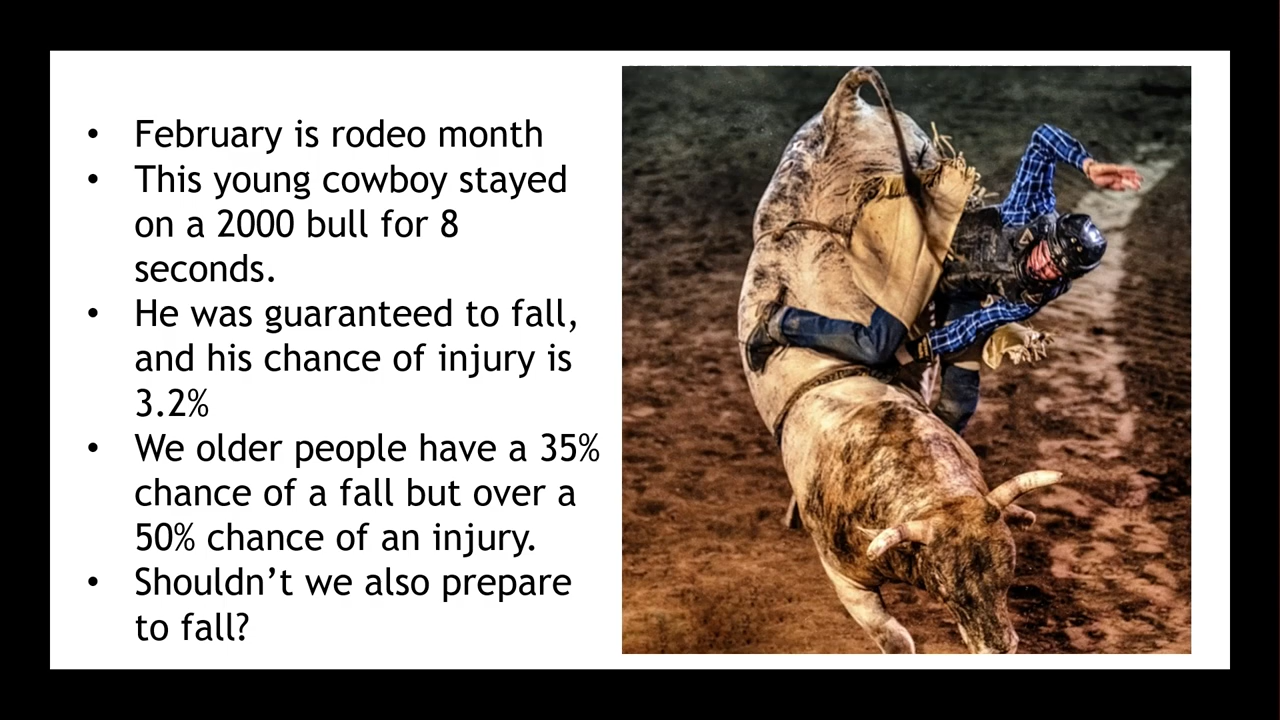 • February is rodeo month
• This young cowboy stayed
on a 2000 bull for 8
seconds.
• He was guaranteed to fall,
and his chance of injury is
3.2%
• We older people have a 35%
chance of a fall but over a
50% chance of an injury.
• Shouldn’t we also prepare
to fall?